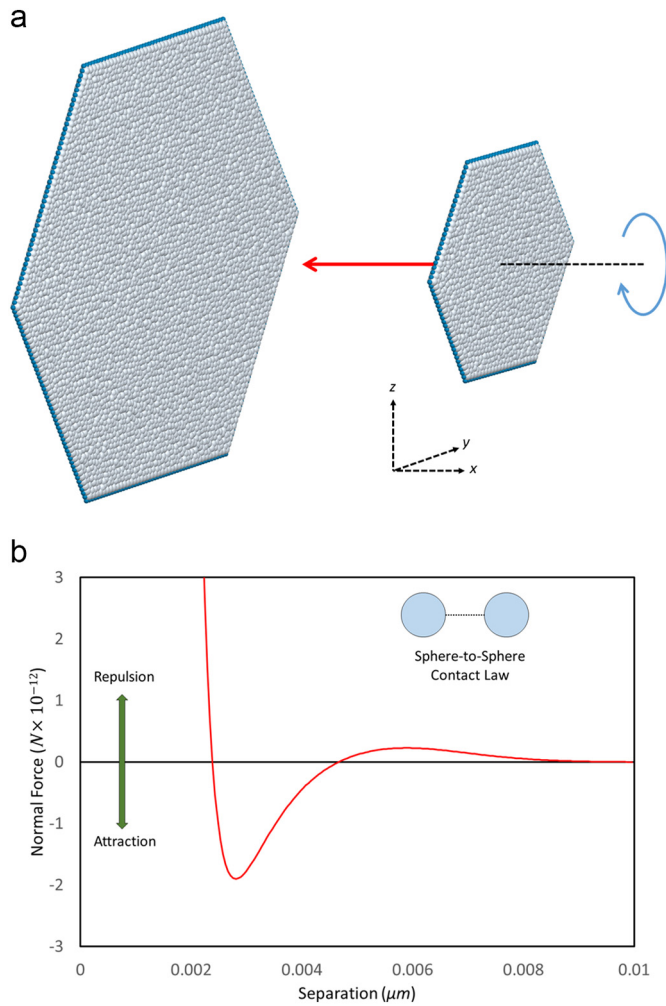 a
z
y
x
b
Normal Force (N × 10⁻¹²)
3
2
1
0
-1
-2
-3
Repulsion
Attraction
Sphere-to-Sphere
Contact Law
0
0.002
0.004
0.006
0.008
0.01
Separation (μm)